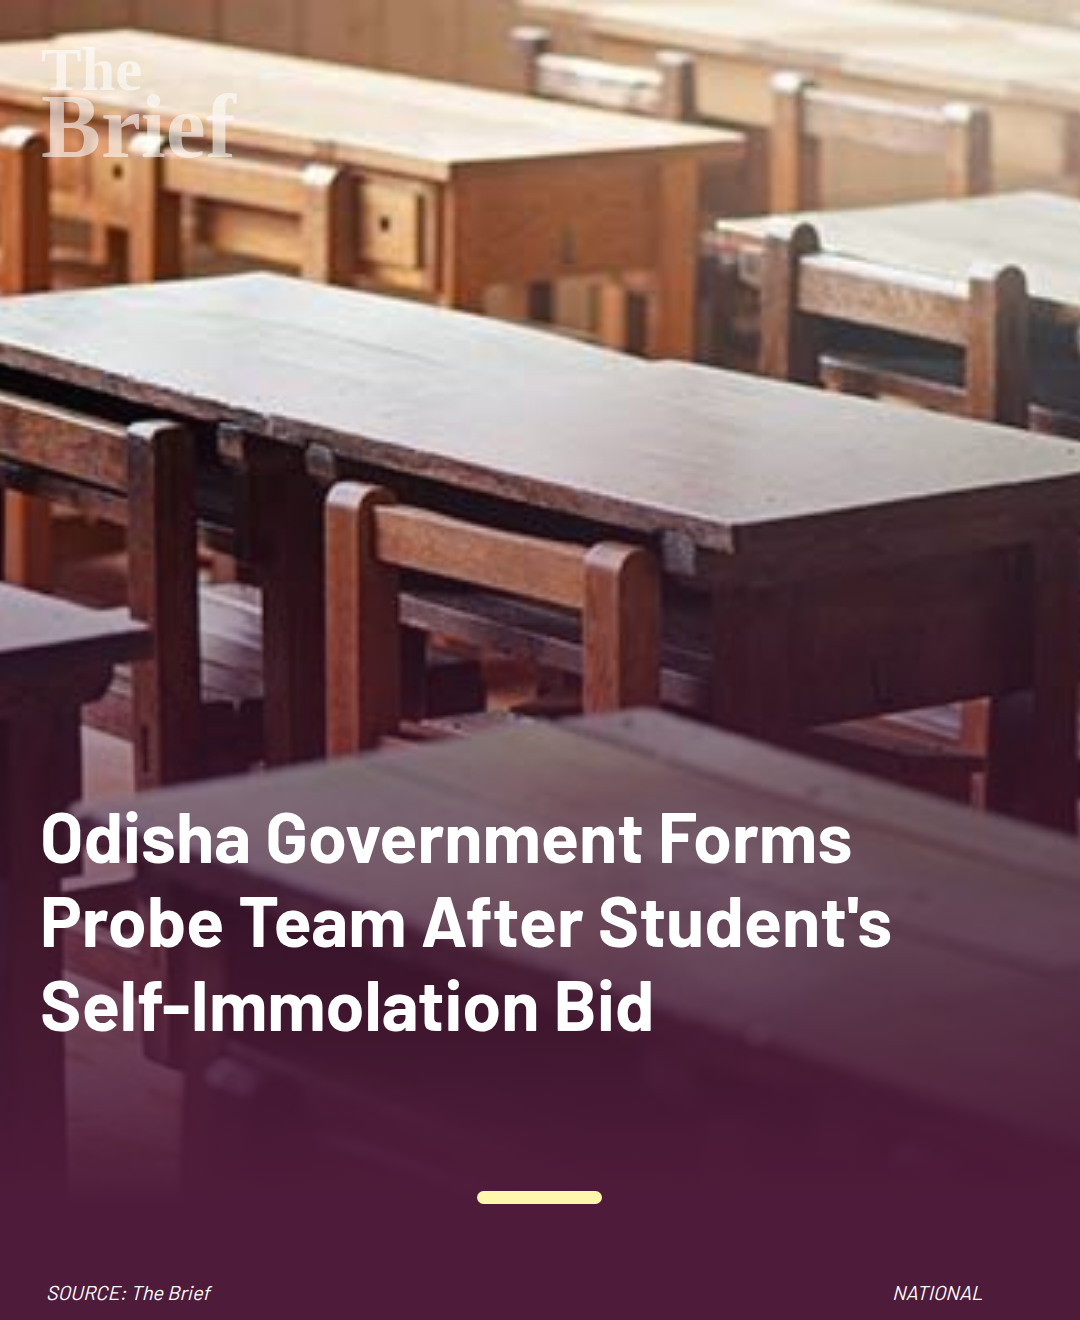 The
Brief
Odisha Government Forms
Probe Team After Student's
Self-Immolation Bid
SOURCE: The Brief
NATIONAL